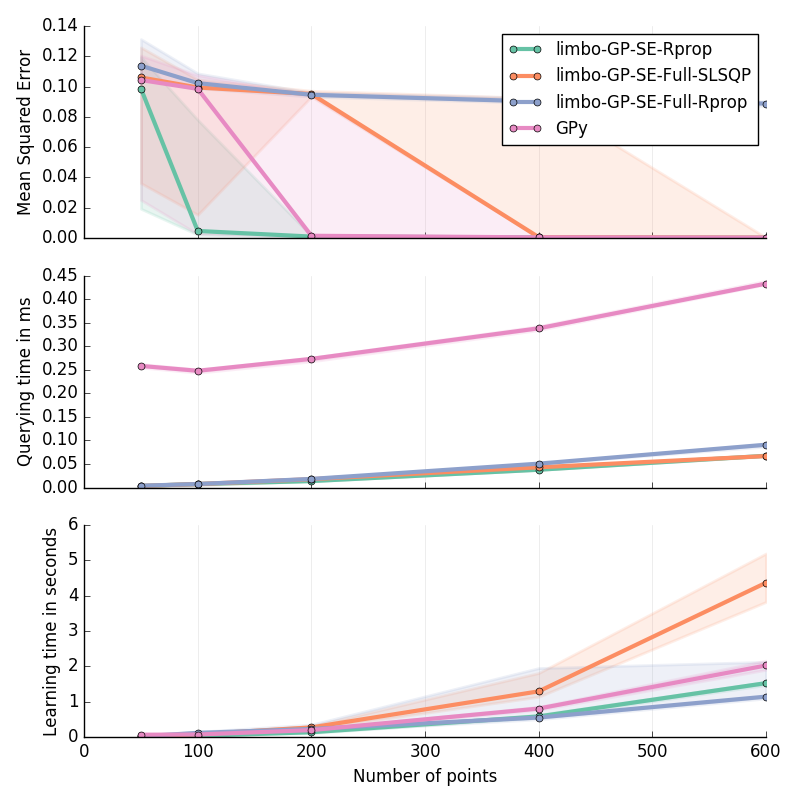 0.14
0.12
0.10
0.08
0.06
0.04
0.02
0.00
Mean Squared Error
limbo-GP-SE-Rprop
limbo-GP-SE-Full-SLSQP
limbo-GP-SE-Full-Rprop
GPy
0.45
0.40
0.35
0.30
0.25
0.20
0.15
0.10
0.05
0.00
Querying time in ms
6
5
4
3
2
1
0
Learning time in seconds
0 100 200 300 400 500 600
Number of points